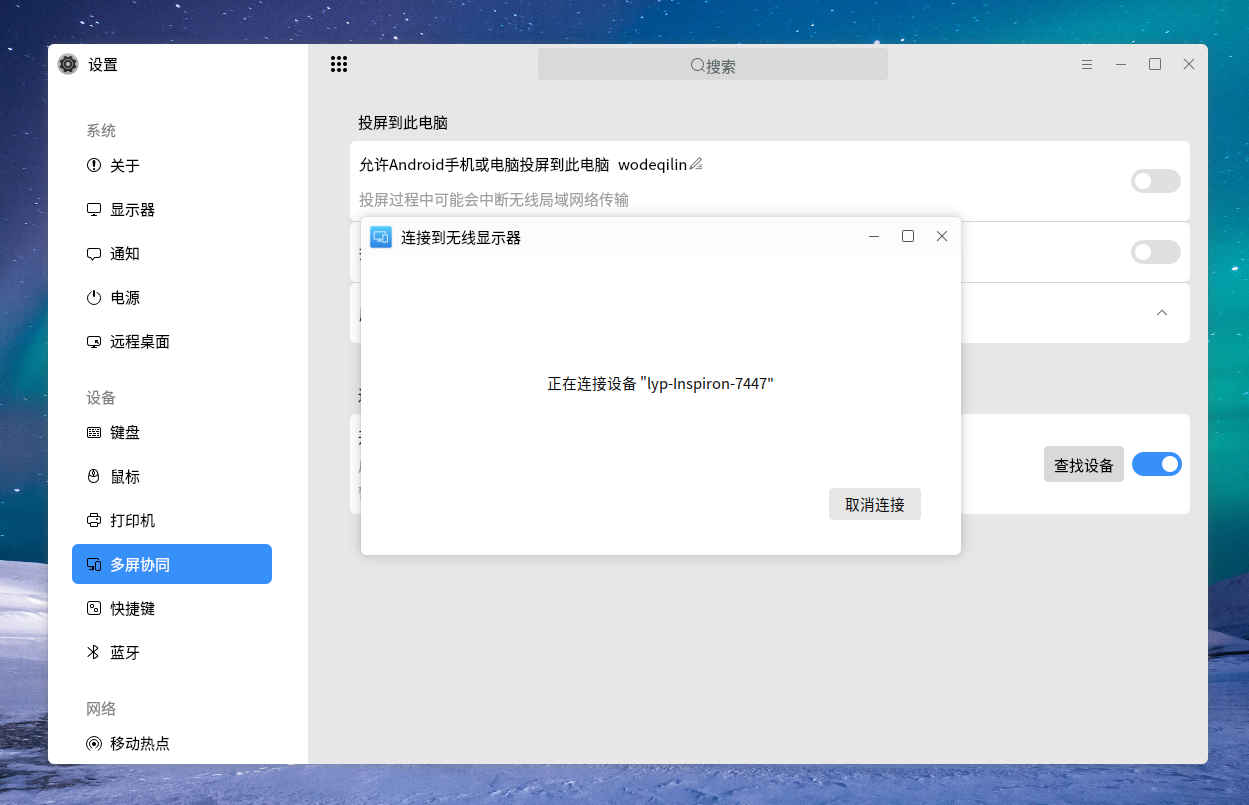 设置
搜索
系统
关于
显示器
通知
电源
远程桌面
设备
键盘
鼠标
打印机
多屏协同
快捷键
蓝牙
网络
移动热点
投屏到此电脑
允许Android手机或电脑投屏到此电脑 wodeqilin
投屏过程中可能会中断无线局域网络传输
连接到无线显示器
正在连接设备 "lyp-Inspiron-7447"
取消连接
查找设备